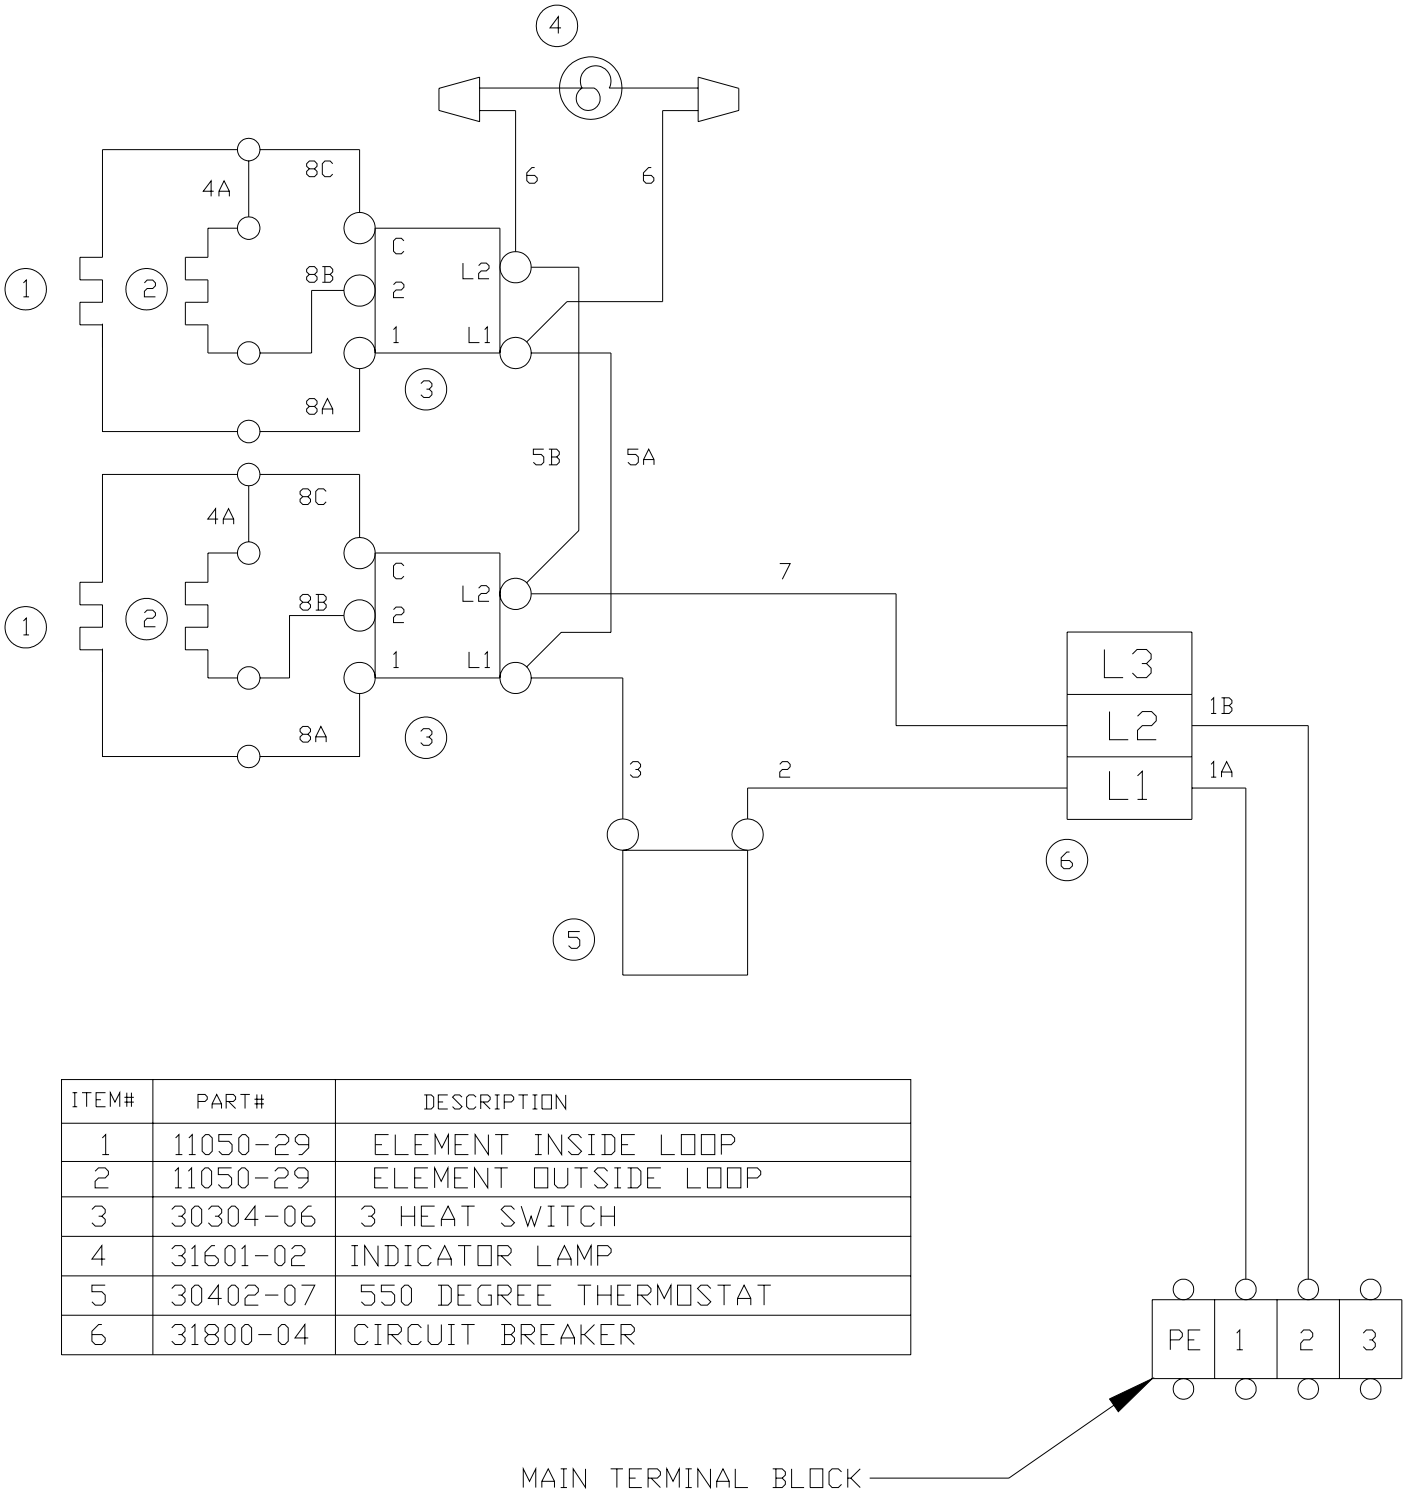 4
6 6
8C
4A
C
L2
8B
1 2 2
1 L1
3
8A
5B 5A
8C
4A
7
C
L2
8B
1 2 2
1 L1
L3
1B
L2
8A 3
3 2 1A
L1
6
5
ITEM# PART# DESCRIPTION
1 11050-29 ELEMENT INSIDE LOOP
2 11050-29 ELEMENT OUTSIDE LOOP
3 30304-06 3 HEAT SWITCH
4 31601-02 INDICATOR LAMP
5 30402-07 550 DEGREE THERMOSTAT
6 31800-04 CIRCUIT BREAKER
PE 1 2 3
MAIN TERMINAL BLOCK